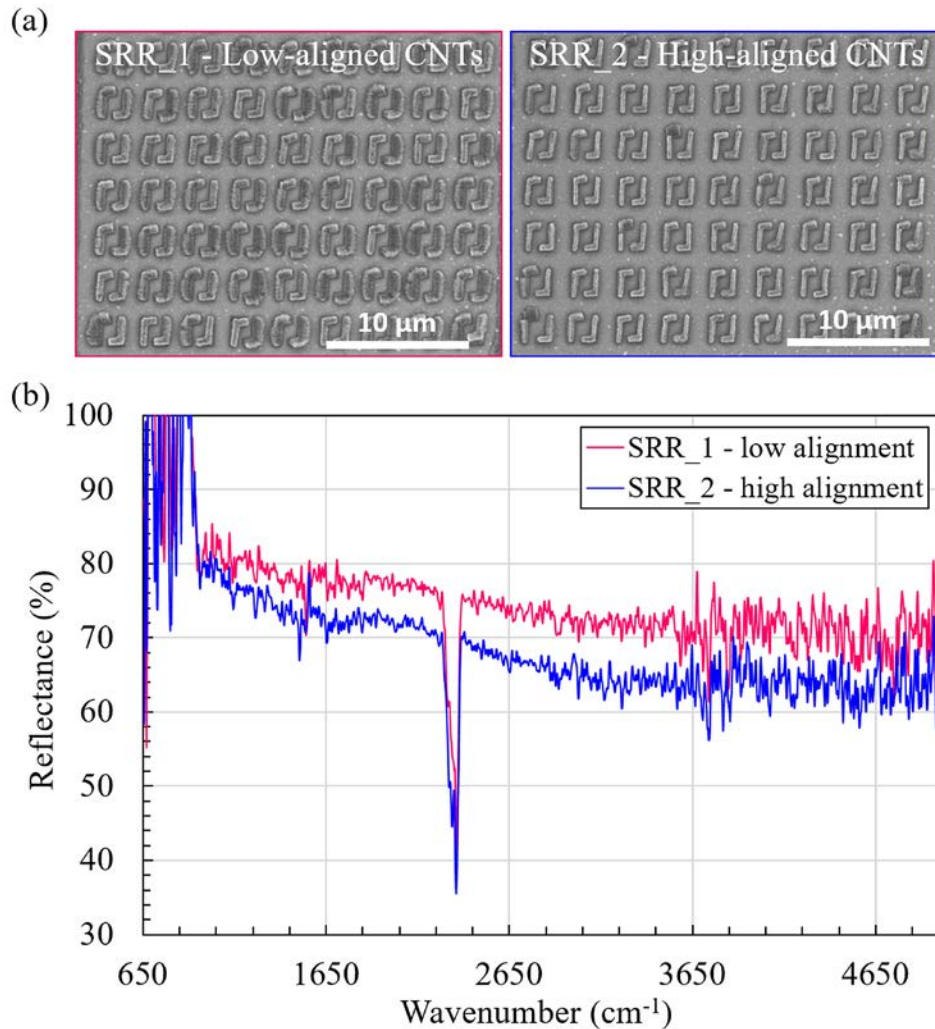 (a)
SRR_1 - Low-aligned CNTs
SRR_2 - High-aligned CNTs
10 µm
10 µm
(b)
100
90
80
70
60
50
40
30
Reflectance (%)
SRR_1 - low alignment
SRR_2 - high alignment
650
1650
2650
3650
4650
Wavenumber (cm⁻¹)